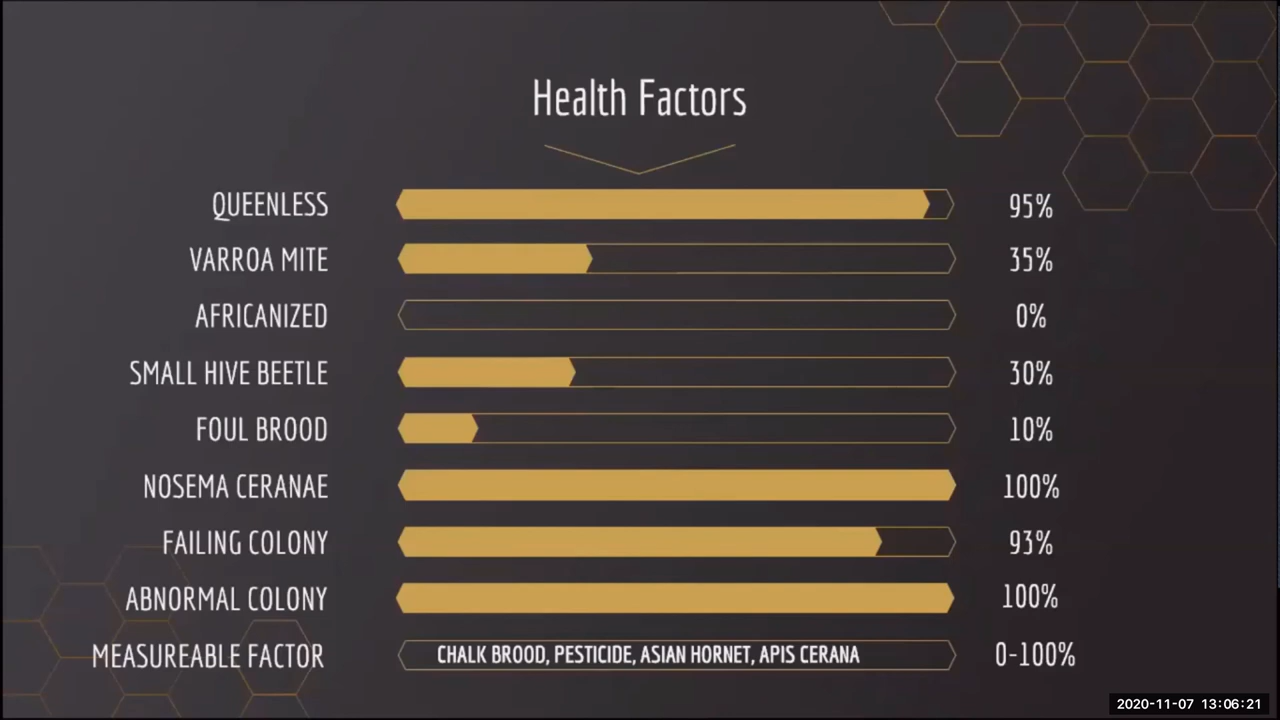 Health Factors
QUEENLESS 95%
VARROA MITE 35%
AFRICANIZED 0%
SMALL HIVE BEETLE 30%
FOUL BROOD 10%
NOSEMA CERANAE 100%
FAILING COLONY 93%
ABNORMAL COLONY 100%
MEASUREABLE FACTOR CHALK BROOD, PESTICIDE, ASIAN HORNET, APIS CERANA 0-100%
2020-11-07 13:06:21